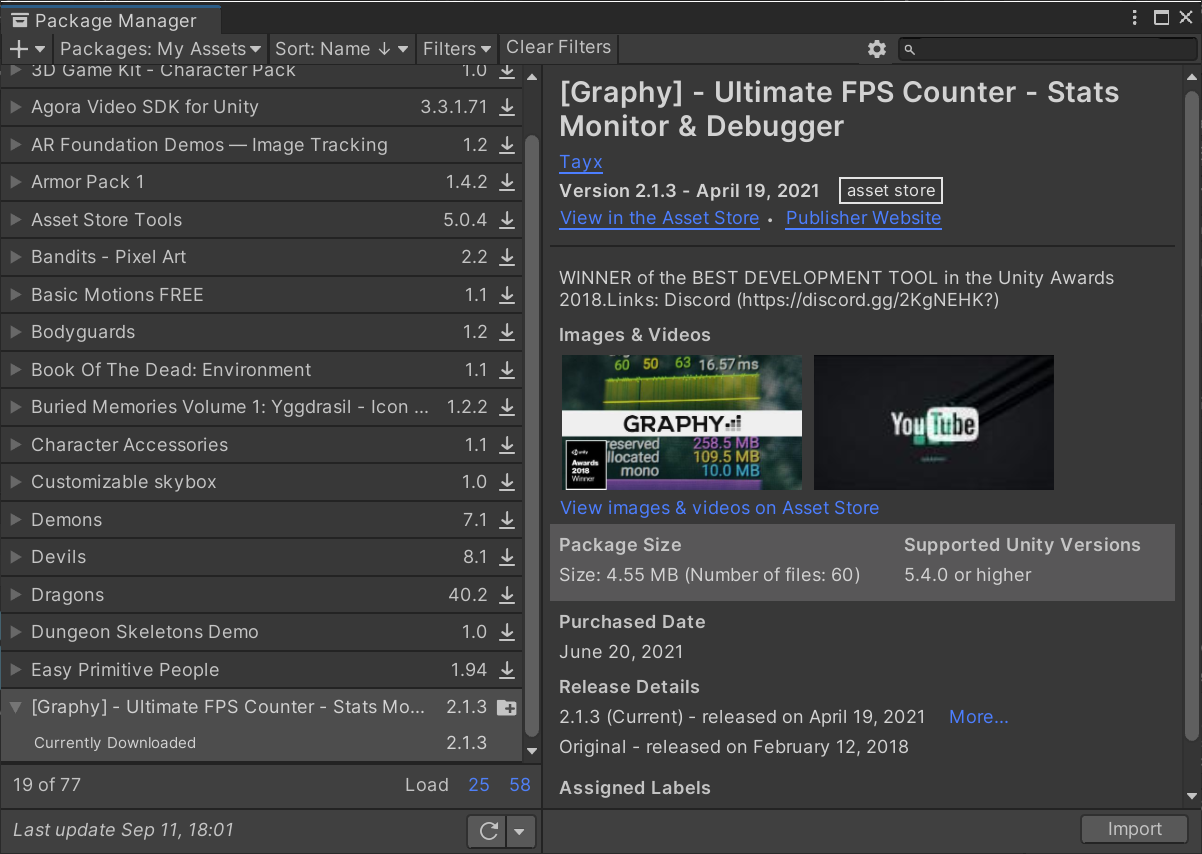 Package Manager
Packages: My Assets Sort: Name ↓ Filters Clear Filters
3D Game Kit - Character Pack 1.0
Agora Video SDK for Unity 3.3.1.71
AR Foundation Demos — Image Tracking 1.2
Armor Pack 1 1.4.2
Asset Store Tools 5.0.4
Bandits - Pixel Art 2.2
Basic Motions FREE 1.1
Bodyguards 1.2
Book Of The Dead: Environment 1.1
Buried Memories Volume 1: Yggdrasil - Icon ... 1.2.2
Character Accessories 1.1
Customizable skybox 1.0
Demons 7.1
Devils 8.1
Dragons 40.2
Dungeon Skeletons Demo 1.0
Easy Primitive People 1.94
[Graphy] - Ultimate FPS Counter - Stats Mo... 2.1.3
Currently Downloaded 2.1.3
19 of 77 Load 25 58
Last update Sep 11, 18:01
[Graphy] - Ultimate FPS Counter - Stats
Monitor & Debugger
Tayx
Version 2.1.3 - April 19, 2021 asset store
View in the Asset Store • Publisher Website
WINNER of the BEST DEVELOPMENT TOOL in the Unity Awards
2018.Links: Discord (https://discord.gg/2KgNEHK?)
Images & Videos
60 50 63 16.57 ms
GRAPHY
reserved 258.5 MB
llocated 109.5 MB
mono 10.0 MB
unity
Awards
2018
Winner
YouTube
View images & videos on Asset Store
Package Size Supported Unity Versions
Size: 4.55 MB (Number of files: 60) 5.4.0 or higher
Purchased Date
June 20, 2021
Release Details
2.1.3 (Current) - released on April 19, 2021 More...
Original - released on February 12, 2018
Assigned Labels
Import